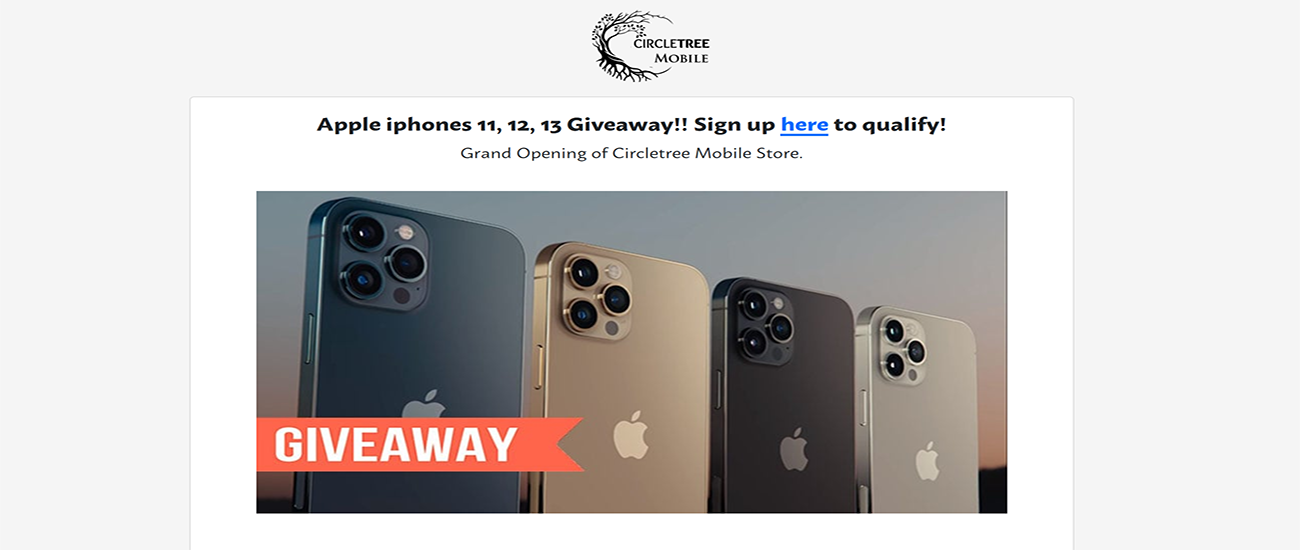 CIRCLETREE
MOBILE
Apple iphones 11, 12, 13 Giveaway!! Sign up here to qualify!
Grand Opening of Circletree Mobile Store.
GIVEAWAY